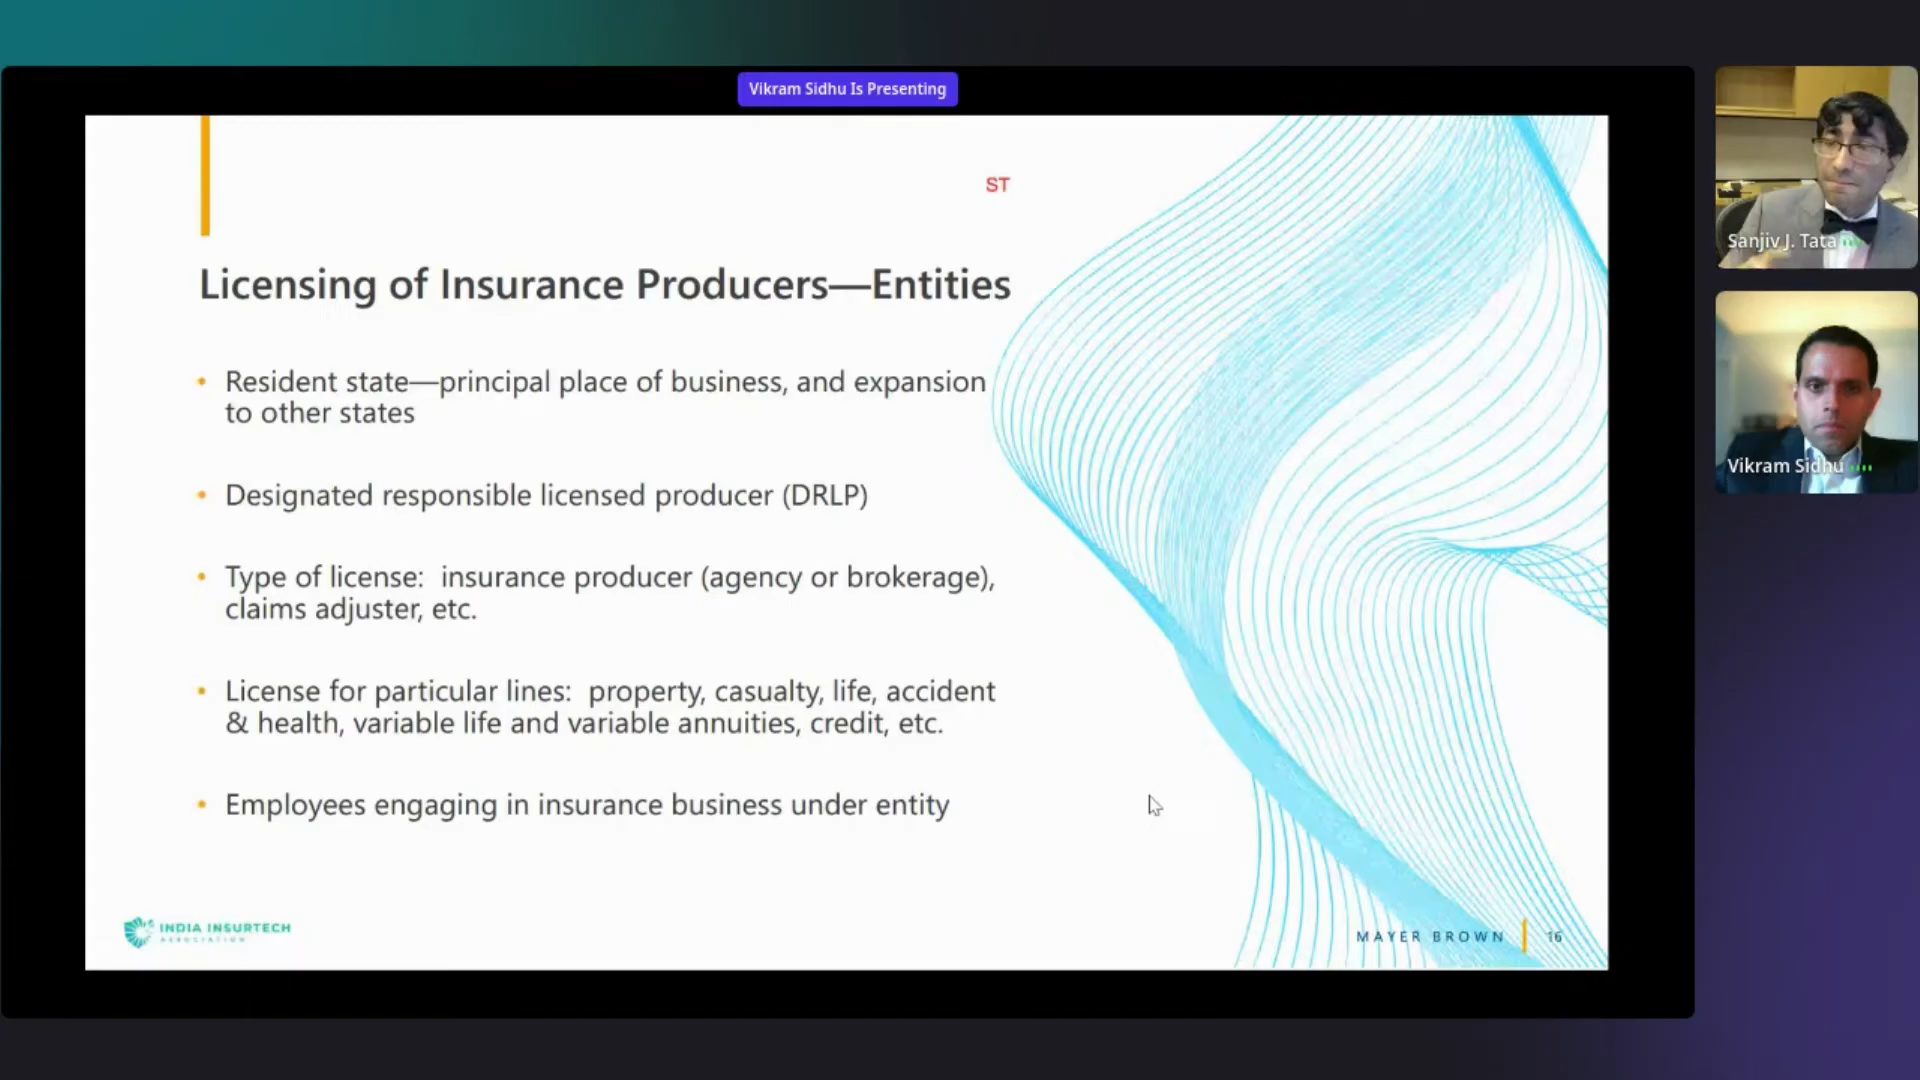 Vikram Sidhu Is Presenting
ST
Licensing of Insurance Producers—Entities
• Resident state—principal place of business, and expansion
to other states
• Designated responsible licensed producer (DRLP)
• Type of license:  insurance producer (agency or brokerage),
claims adjuster, etc.
• License for particular lines:  property, casualty, life, accident
& health, variable life and variable annuities, credit, etc.
• Employees engaging in insurance business under entity
INDIA INSURTECH
ASSOCIATION
MAYER BROWN
16
Sanjiv J. Tata
Vikram Sidhu